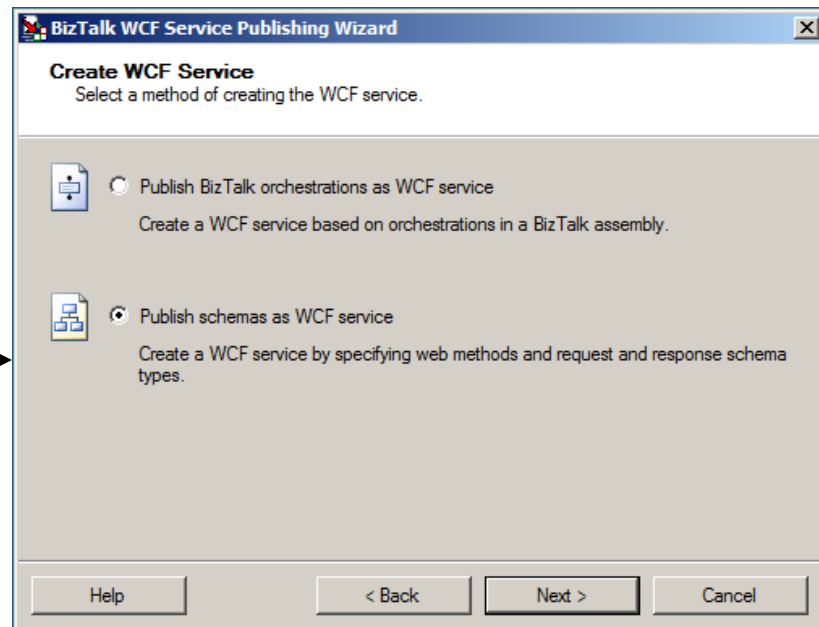 BizTalk WCF Service Publishing Wizard
Create WCF Service
Select a method of creating the WCF service.
Publish BizTalk orchestrations as WCF service
Create a WCF service based on orchestrations in a BizTalk assembly.
Publish schemas as WCF service
Create a WCF service by specifying web methods and request and response schema
types.
Help
< Back
Next >
Cancel